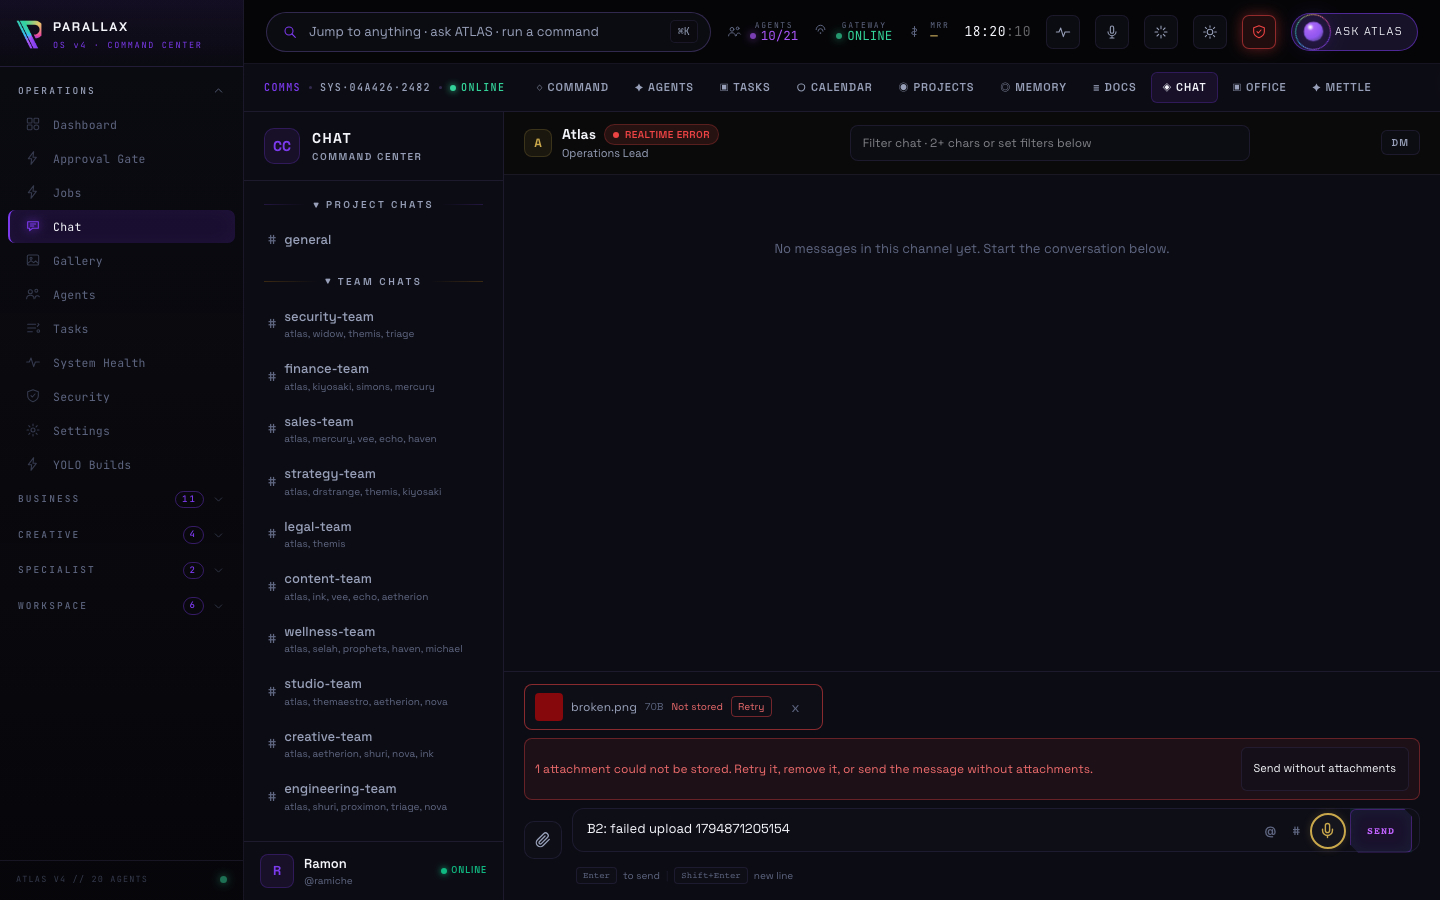 PARALLAX
OS v4 · COMMAND CENTER
Jump to anything · ask ATLAS · run a command
⌘K
AGENTS
10/21
GATEWAY
ONLINE
MRR
—
18:20:10
ASK ATLAS
OPERATIONS
Dashboard
Approval Gate
Jobs
Chat
Gallery
Agents
Tasks
System Health
Security
Settings
YOLO Builds
BUSINESS 11
CREATIVE 4
SPECIALIST 2
WORKSPACE 6
ATLAS V4 // 20 AGENTS
COMMS · SYS·04A426·2482 · ONLINE
COMMAND
AGENTS
TASKS
CALENDAR
PROJECTS
MEMORY
DOCS
CHAT
OFFICE
METTLE
CC
CHAT
COMMAND CENTER
▾ PROJECT CHATS
# general
▾ TEAM CHATS
# security-team
atlas, widow, themis, triage
# finance-team
atlas, kiyosaki, simons, mercury
# sales-team
atlas, mercury, vee, echo, haven
# strategy-team
atlas, drstrange, themis, kiyosaki
# legal-team
atlas, themis
# content-team
atlas, ink, vee, echo, aetherion
# wellness-team
atlas, selah, prophets, haven, michael
# studio-team
atlas, themaestro, aetherion, nova
# creative-team
atlas, aetherion, shuri, nova, ink
# engineering-team
atlas, shuri, proximon, triage, nova
R
Ramon
@ramiche
ONLINE
A
Atlas
REALTIME ERROR
Operations Lead
Filter chat · 2+ chars or set filters below
DM
No messages in this channel yet. Start the conversation below.
broken.png 70B Not stored Retry x
1 attachment could not be stored. Retry it, remove it, or send the message without attachments.
Send without attachments
B2: failed upload 1794871205154
@ # SEND
Enter to send | Shift+Enter new line